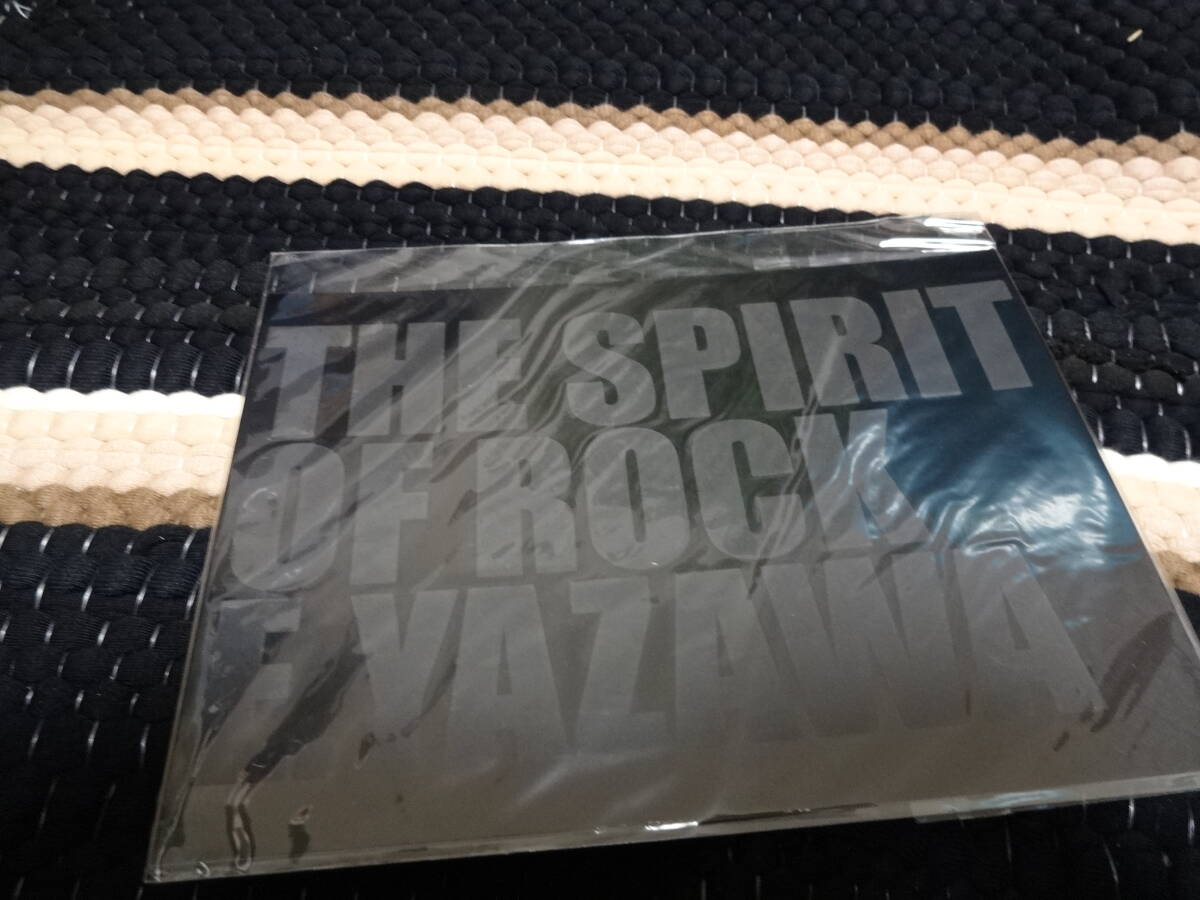 THE SPIRIT
OF ROCK
E.YAZAWA